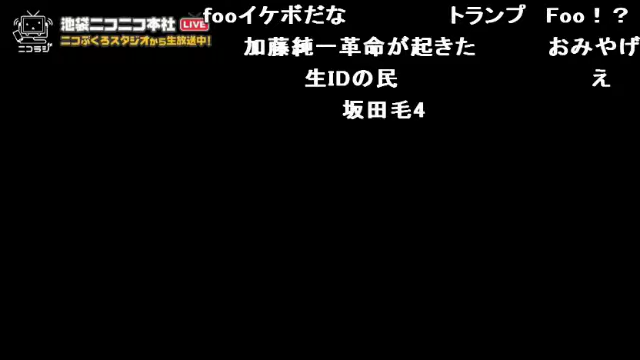 池袋ニコニコ本社 LIVE
ニコぶくろスタジオから生放送中!
ニコラジ
fooイケボだな
トランプ Foo!?
加藤純一革命が起きた
おみやげ
生IDの民
え
坂田毛4